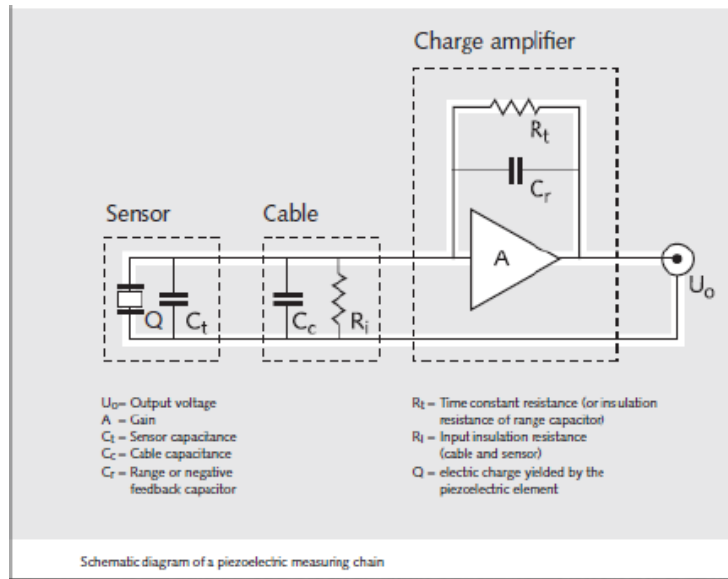 Charge amplifier
Rt
Cr
Sensor
Cable
A
Uo
Q
Ct
Cc
Ri
Uo= Output voltage
A = Gain
Ct = Sensor capacitance
Cc = Cable capacitance
Cr = Range or negative
feedback capacitor
Rt = Time constant resistance (or insulation
resistance of range capacitor)
Ri = Input insulation resistance
(cable and sensor)
Q = electric charge yielded by the
piezoelectric element
Schematic diagram of a piezoelectric measuring chain